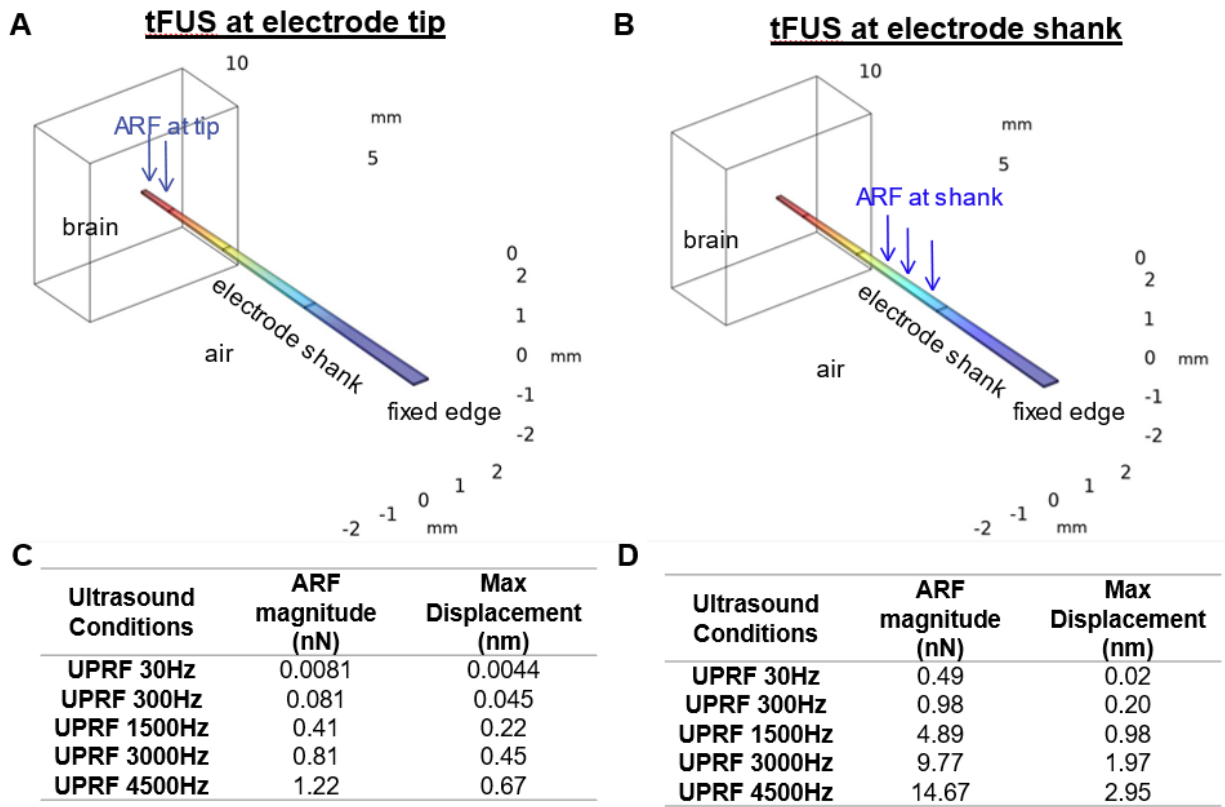 A
tFUS at electrode tip
10
mm
5
ARF at tip
brain
electrode shank
air
fixed edge
0
2
1
0 mm
-1
-2
2
1
0
-1
-2
mm
B
tFUS at electrode shank
10
mm
5
ARF at shank
brain
electrode shank
air
fixed edge
0
2
1
0 mm
-1
-2
2
1
0
-1
-2
mm
C
Ultrasound Conditions
ARF magnitude (nN)
Max Displacement (nm)
UPRF 30Hz 0.0081 0.0044
UPRF 300Hz 0.081 0.045
UPRF 1500Hz 0.41 0.22
UPRF 3000Hz 0.81 0.45
UPRF 4500Hz 1.22 0.67
D
Ultrasound Conditions
ARF magnitude (nN)
Max Displacement (nm)
UPRF 30Hz 0.49 0.02
UPRF 300Hz 0.98 0.20
UPRF 1500Hz 4.89 0.98
UPRF 3000Hz 9.77 1.97
UPRF 4500Hz 14.67 2.95